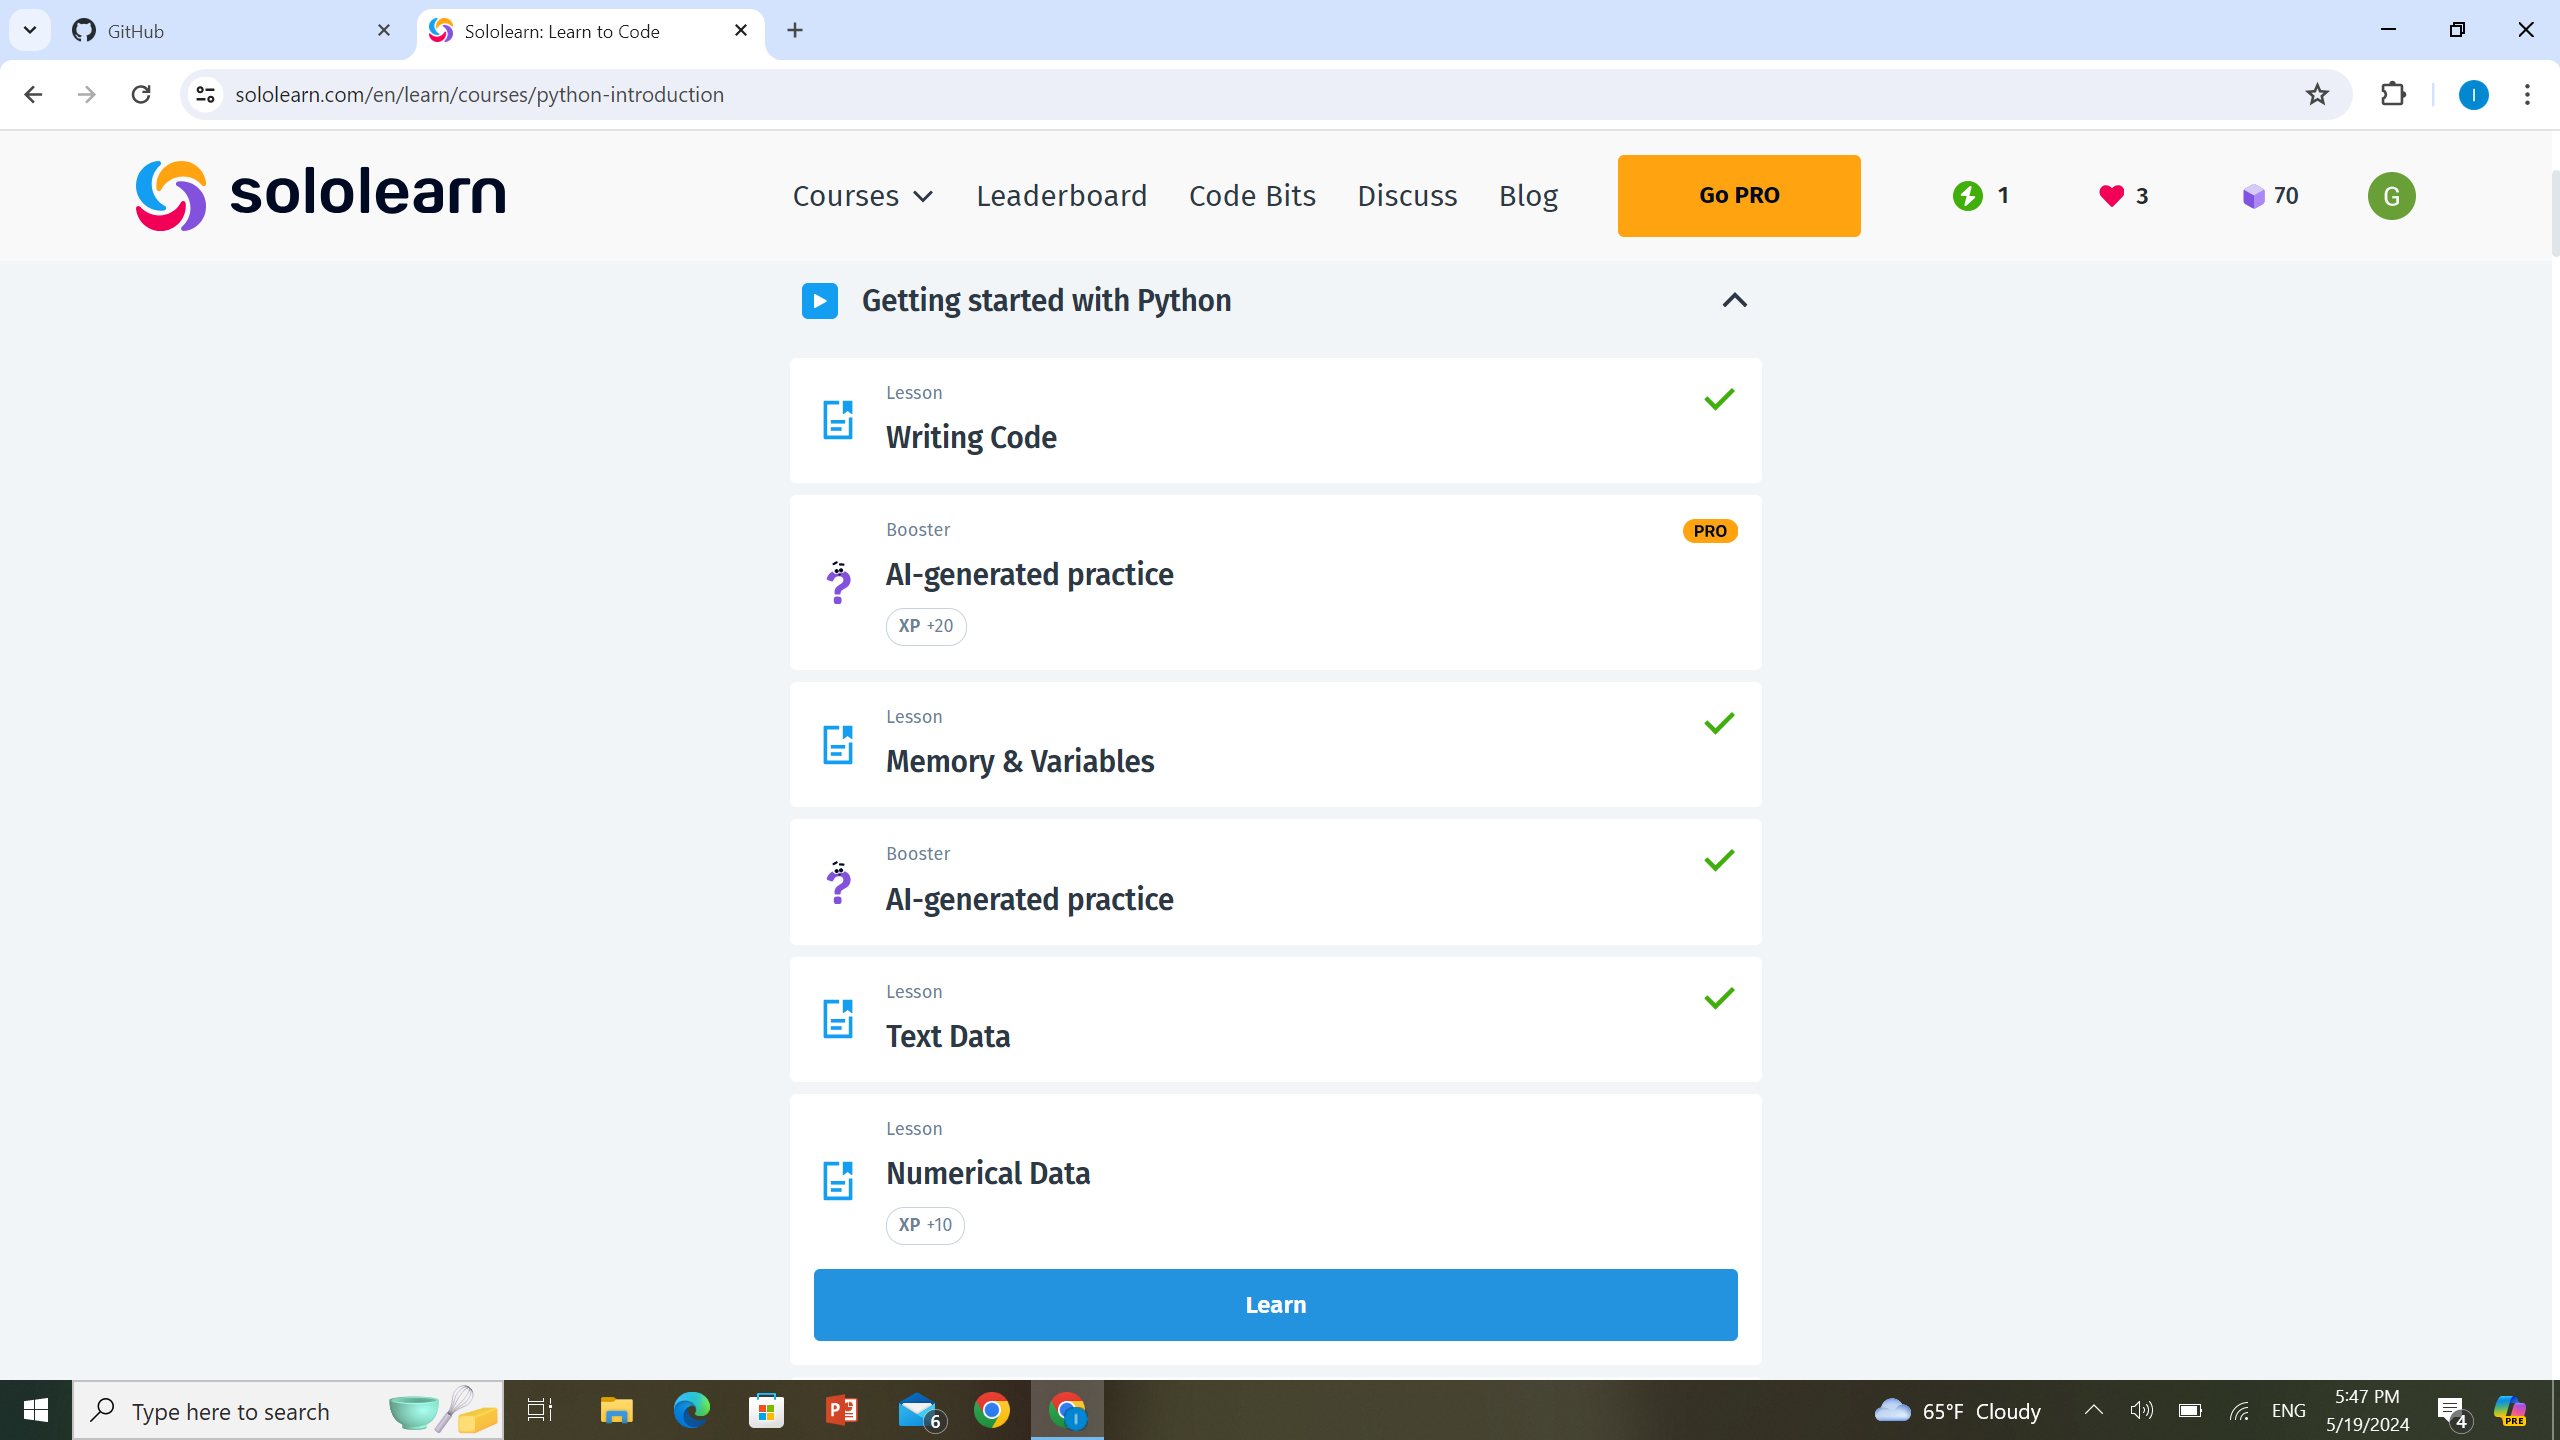 GitHub
Sololearn: Learn to Code
sololearn.com/en/learn/courses/python-introduction
I
sololearn
Courses
Leaderboard
Code Bits
Discuss
Blog
Go PRO
1
3
70
G
Getting started with Python
Lesson
Writing Code
Booster
PRO
AI-generated practice
XP +20
Lesson
Memory & Variables
Booster
AI-generated practice
Lesson
Text Data
Lesson
Numerical Data
XP +10
Learn
Type here to search
6
I
65°F Cloudy
ENG
5:47 PM
5/19/2024
4
PRE